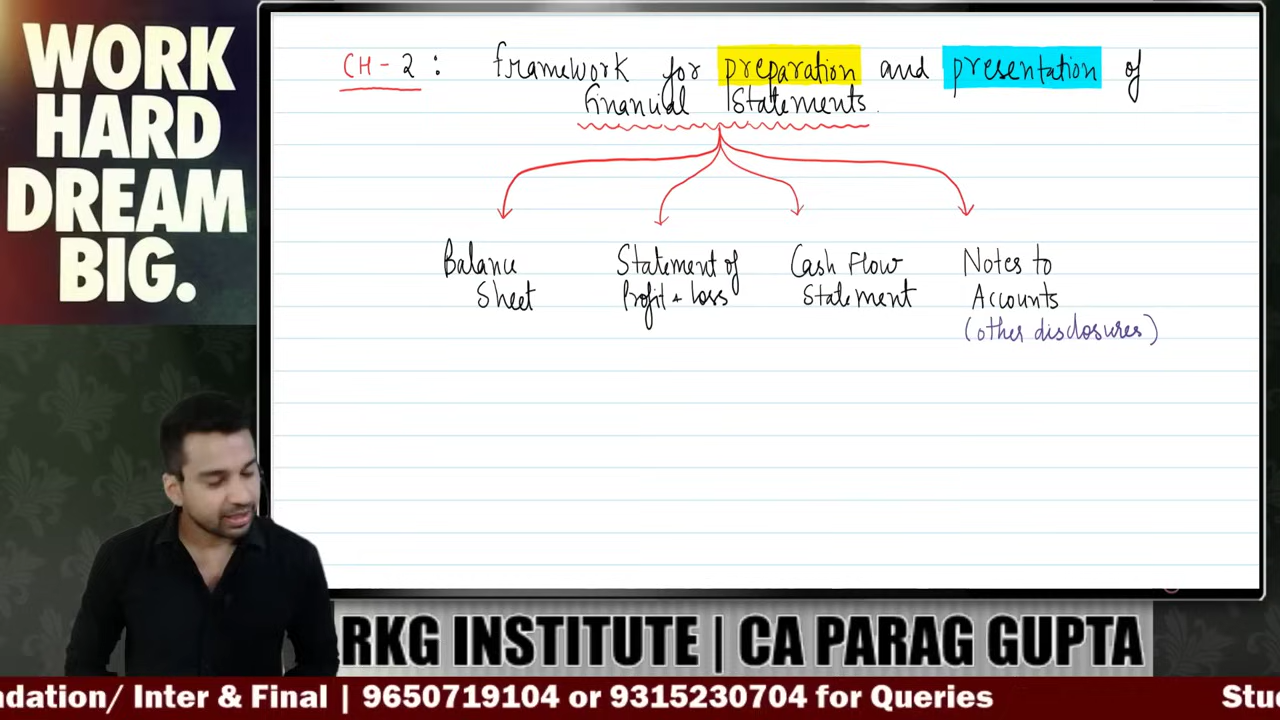 WORK
HARD
DREAM
BIG.
CH-2: framework for preparation and presentation of
financial Statements.
Balance
Sheet
Statement of
Profit + loss
Cash Flow
Statement
Notes to
Accounts
(other disclosures)
RKG INSTITUTE | CA PARAG GUPTA
ndation/ Inter & Final | 9650719104 or 9315230704 for Queries
Stu